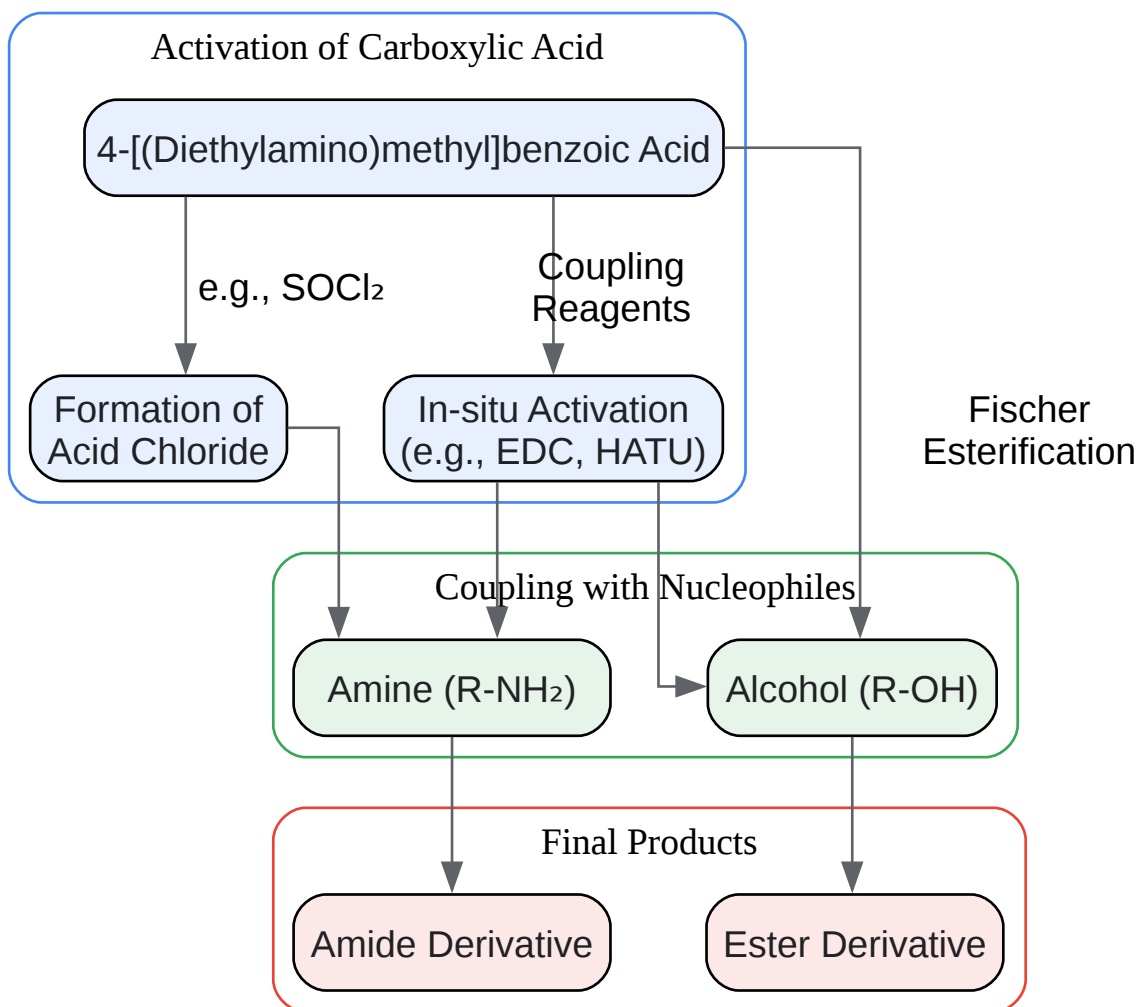 Activation of Carboxylic Acid
4-[(Diethylamino)methyl]benzoic Acid
e.g., SOCl₂
Coupling
Reagents
Formation of
Acid Chloride
In-situ Activation
(e.g., EDC, HATU)
Fischer
Esterification
Coupling with Nucleophiles
Amine (R-NH₂)
Alcohol (R-OH)
Final Products
Amide Derivative
Ester Derivative